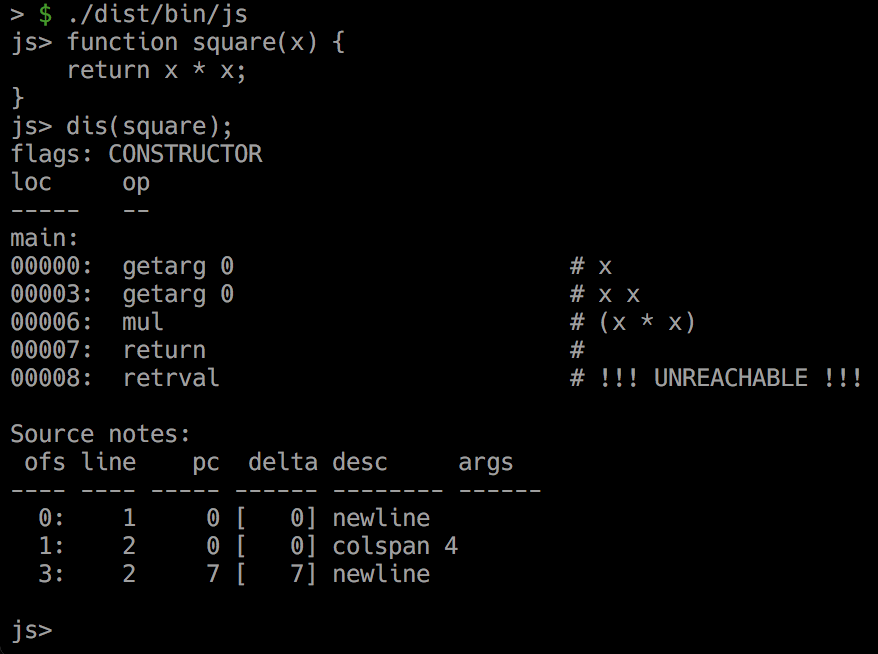 > $ ./dist/bin/js
js> function square(x) {
    return x * x;
}
js> dis(square);
flags: CONSTRUCTOR
loc     op
-----   --
main:
00000:  getarg 0                        # x
00003:  getarg 0                        # x x
00006:  mul                             # (x * x)
00007:  return                          #
00008:  retrval                         # !!! UNREACHABLE !!!

Source notes:
 ofs line    pc  delta desc     args
---- ---- ----- ------ -------- ------
  0:    1     0 [   0] newline
  1:    2     0 [   0] colspan 4
  3:    2     7 [   7] newline

js>